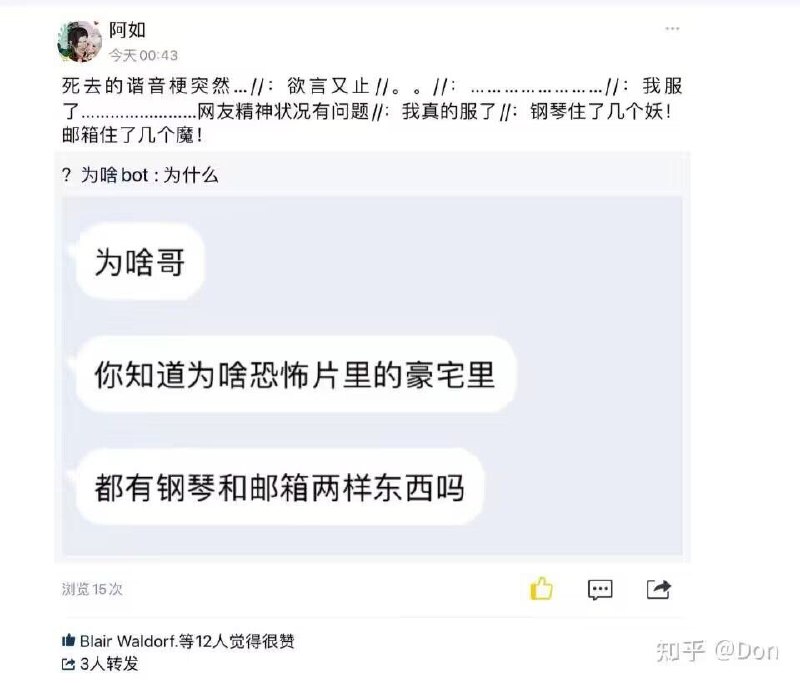 阿如
今天00:43
死去的谐音梗突然…//：欲言又止//。。//：…………………//：我服
了………………………网友精神状况有问题//：我真的服了//：钢琴住了几个妖！
邮箱住了几个魔！
？为啥bot：为什么
为啥哥
你知道为啥恐怖片里的豪宅里
都有钢琴和邮箱两样东西吗
浏览15次
Blair Waldorf.等12人觉得很赞
3人转发
知乎 @Don